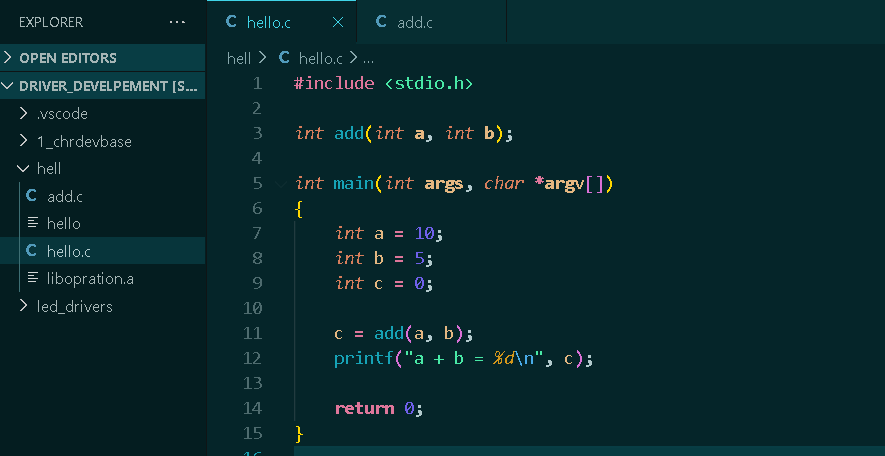 EXPLORER ...
OPEN EDITORS
DRIVER_DEVELPEMENT [S...
.vscode
1_chrdevbase
hell
C add.c
hello
C hello.c
libopration.a
led_drivers
C hello.c × C add.c
hell > C hello.c > ...
1 #include <stdio.h>
2
3 int add(int a, int b);
4
5 int main(int args, char *argv[])
6 {
7 int a = 10;
8 int b = 5;
9 int c = 0;
10
11 c = add(a, b);
12 printf("a + b = %d\n", c);
13
14 return 0;
15 }
16